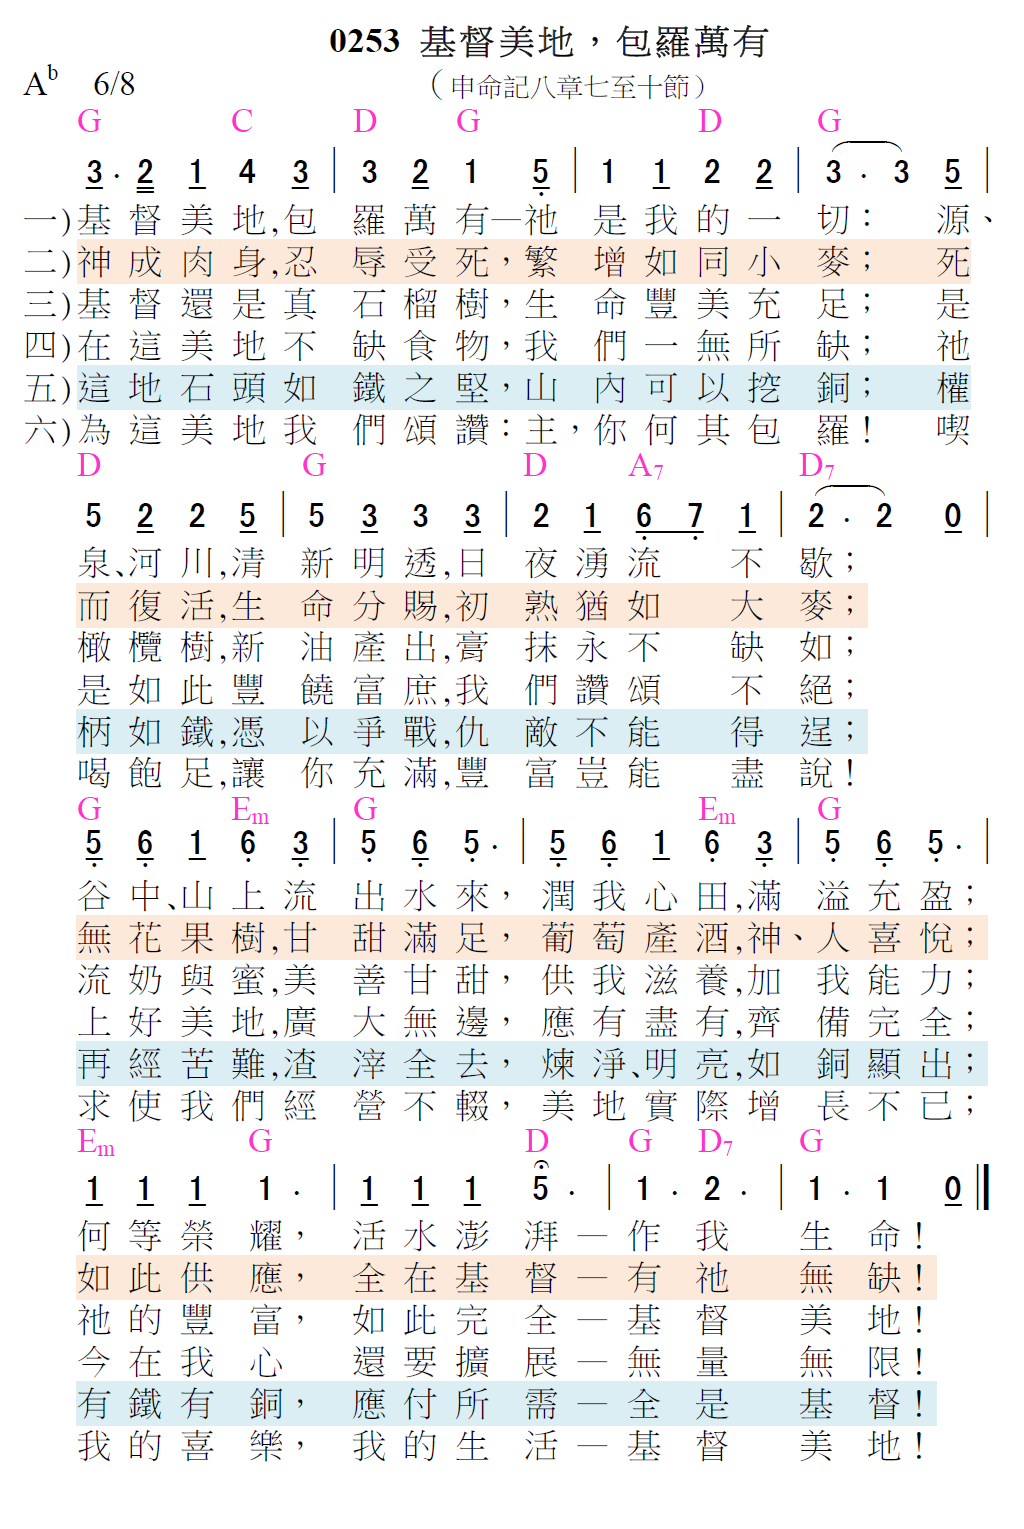 0253 基督美地，包羅萬有
A♭ 6/8 （申命記八章七至十節）
G C D G D G
3 · 2 1 4 3 | 3 2 1 5 | 1 1 2 2 | 3 · 3 5 |
一)基督美地,包羅萬有—祂是我的一切：源、
二)神成肉身,忍辱受死，繁增如同小麥；死
三)基督還是真石榴樹，生命豐美充足；是
四)在這美地不缺食物，我們一無所缺；祂
五)這地石頭如鐵之堅，山內可以挖銅；權
六)為這美地我們頌讚：主，你何其包羅！喫
D G D A7 D7
5 2 2 5 | 5 3 3 3 | 2 1 6 7 1 | 2 · 2 0 |
泉､河川,清新明透,日夜湧流不歇；
而復活,生命分賜,初熟猶如大麥；
橄欖樹,新油產出,膏抹永不缺如；
是如此豐饒富庶,我們讚頌不絕；
柄如鐵,憑以爭戰,仇敵不能得逞；
喝飽足,讓你充滿,豐富豈能盡說！
G Em G Em G
5 6 1 6 3 | 5 6 5 · | 5 6 1 6 3 | 5 6 5 · |
谷中､山上流出水來，潤我心田,滿溢充盈；
無花果樹,甘甜滿足，葡萄產酒,神、人喜悅；
流奶與蜜,美善甘甜，供我滋養,加我能力；
上好美地,廣大無邊，應有盡有,齊備完全；
再經苦難,渣滓全去，煉淨､明亮,如銅顯出；
求使我們經營不輟，美地實際增長不已；
Em G D G D7 G
1 1 1 1 · | 1 1 1 5 · | 1 · 2 · | 1 · 1 0 ‖
何等榮耀，活水澎湃—作我生命！
如此供應，全在基督—有祂無缺！
祂的豐富，如此完全—基督美地！
今在我心還要擴展—無量無限！
有鐵有銅，應付所需—全是基督！
我的喜樂，我的生活—基督美地！